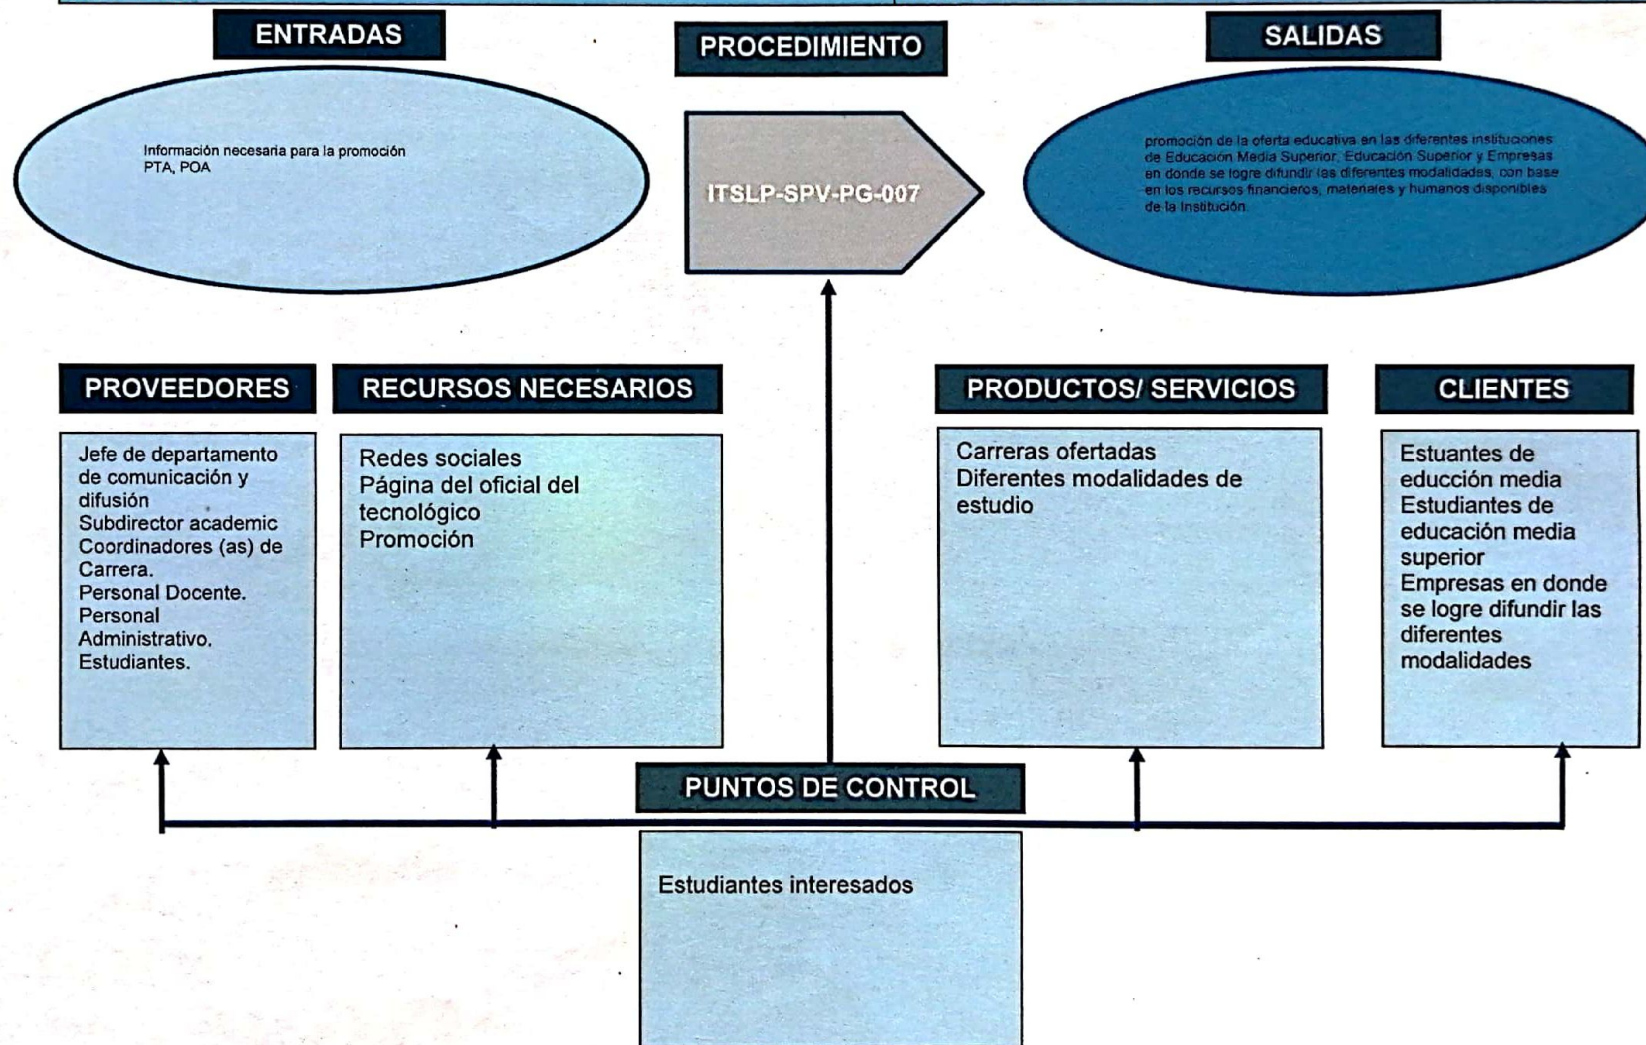 ENTRADAS
PROCEDIMIENTO
SALIDAS
Información necesaria para la promoción
PTA, POA
ITSLP-SPV-PG-007
promoción de la oferta educativa en las diferentes instituciones
de Educación Media Superior, Educación Superior y Empresas
en donde se logre difundir las diferentes modalidades, con base
en los recursos financieros, materiales y humanos disponibles
de la Institución.
PROVEEDORES
Jefe de departamento
de comunicación y
difusión
Subdirector academic
Coordinadores (as) de
Carrera.
Personal Docente.
Personal
Administrativo.
Estudiantes.
RECURSOS NECESARIOS
Redes sociales
Página del oficial del
tecnológico
Promoción
PRODUCTOS/ SERVICIOS
Carreras ofertadas
Diferentes modalidades de
estudio
CLIENTES
Estuantes de
educción media
Estudiantes de
educación media
superior
Empresas en donde
se logre difundir las
diferentes
modalidades
PUNTOS DE CONTROL
Estudiantes interesados